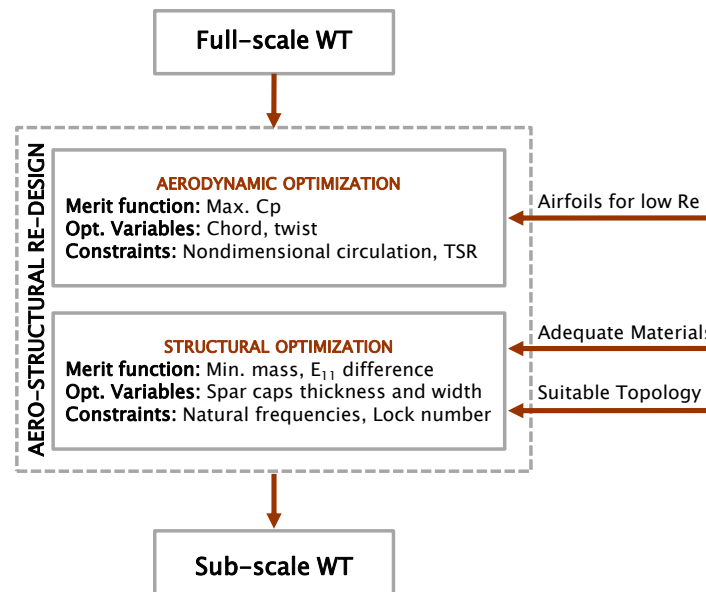 Full-scale WT
AERO-STRUCTURAL RE-DESIGN
AERODYNAMIC OPTIMIZATION
Merit function: Max. Cp
Opt. Variables: Chord, twist
Constraints: Nondimensional circulation, TSR
Airfoils for low Re
STRUCTURAL OPTIMIZATION
Merit function: Min. mass, E₁₁ difference
Opt. Variables: Spar caps thickness and width
Constraints: Natural frequencies, Lock number
Adequate Materials
Suitable Topology
Sub-scale WT